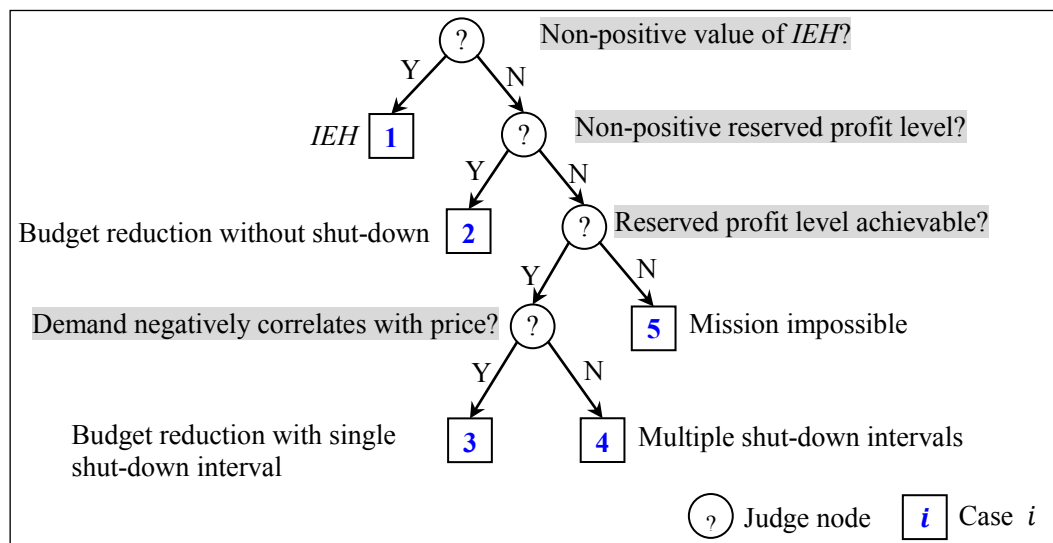 ? Non-positive value of IEH?
Y N
IEH 1 ? Non-positive reserved profit level?
Y N
Budget reduction without shut-down 2 ? Reserved profit level achievable?
Y N
Demand negatively correlates with price? ? 5 Mission impossible
Y N
Budget reduction with single 3 4 Multiple shut-down intervals
shut-down interval
? Judge node i Case i